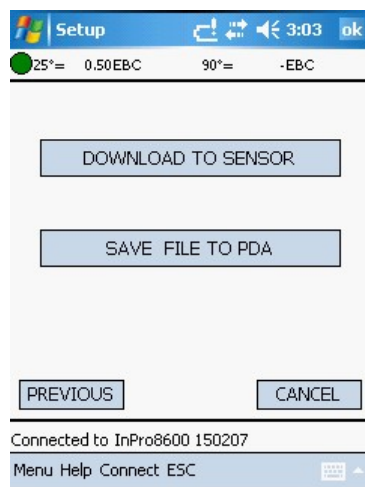 Setup 3:03 ok
25°= 0.50EBC 90°= -EBC
DOWNLOAD TO SENSOR
SAVE FILE TO PDA
PREVIOUS CANCEL
Connected to InPro8600 150207
Menu Help Connect ESC